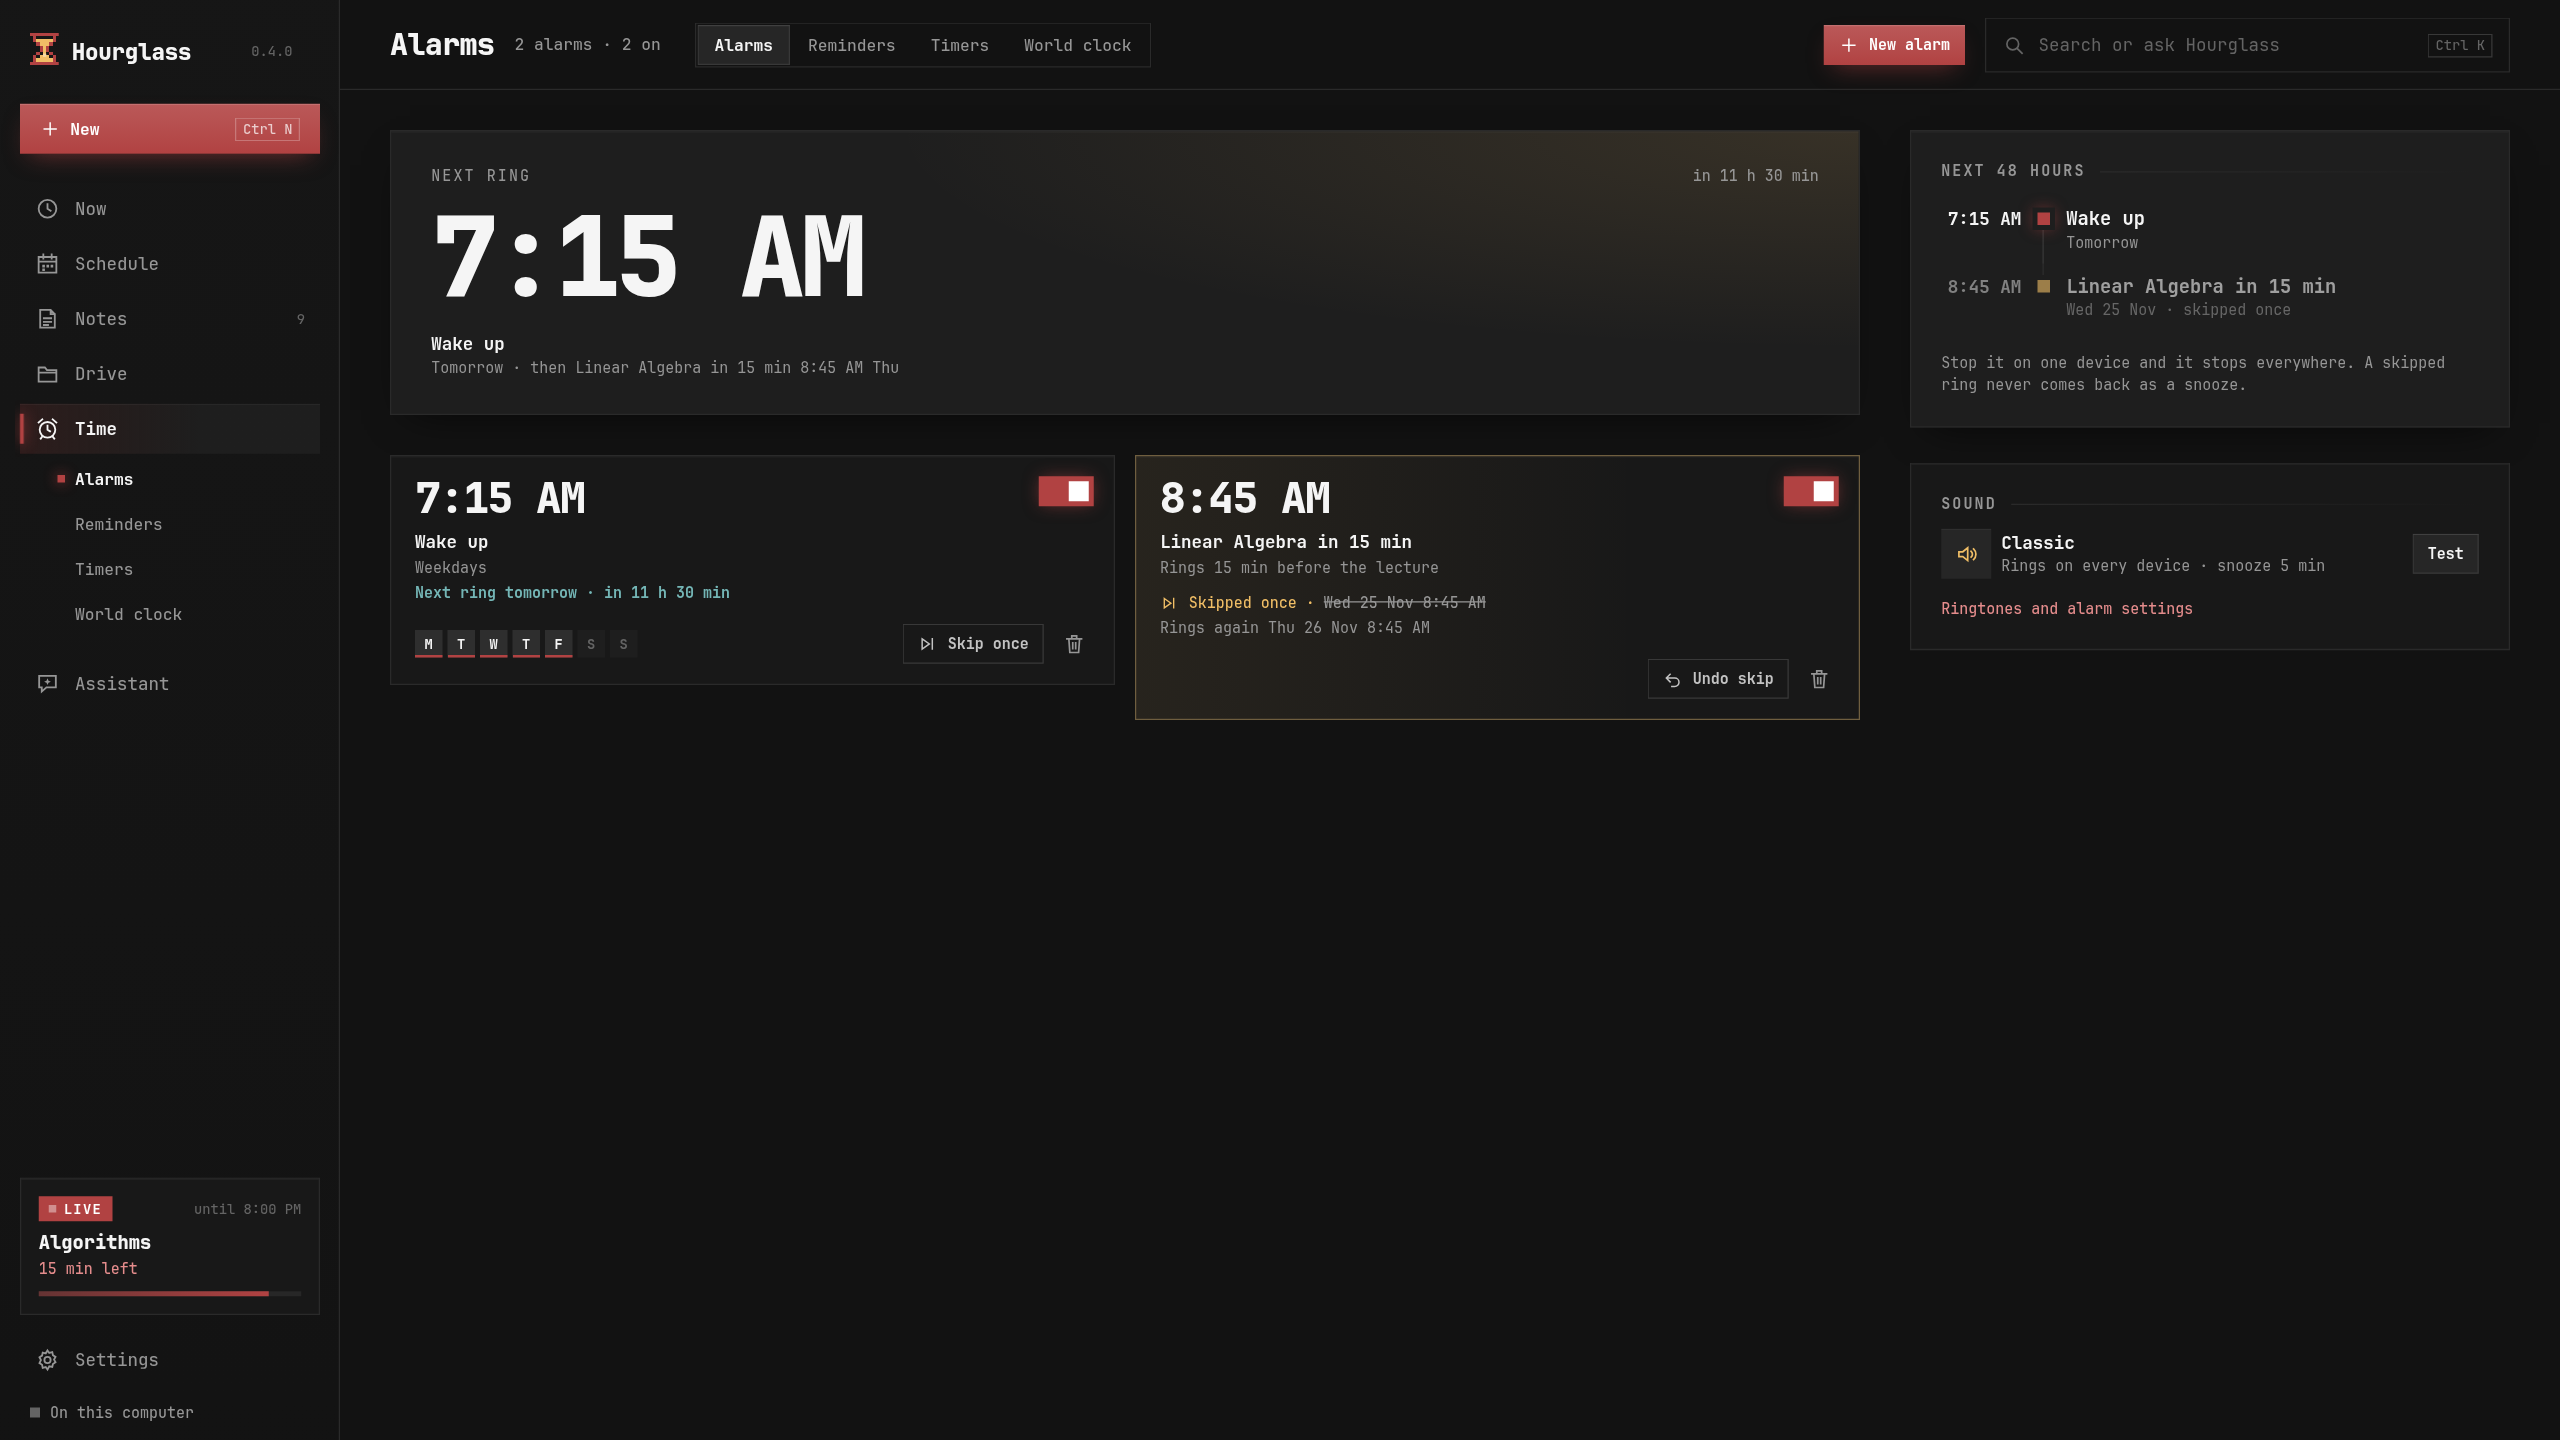 Hourglass 0.4.0
New Ctrl N
Now
Schedule
Notes 9
Drive
Time
Alarms
Reminders
Timers
World clock
Assistant
LIVE until 8:00 PM
Algorithms
15 min left
Settings
On this computer
Alarms 2 alarms · 2 on
Alarms Reminders Timers World clock
New alarm
Search or ask Hourglass Ctrl K
NEXT RING in 11 h 30 min
7:15 AM
Wake up
Tomorrow · then Linear Algebra in 15 min 8:45 AM Thu
7:15 AM
Wake up
Weekdays
Next ring tomorrow · in 11 h 30 min
M T W T F S S
Skip once
8:45 AM
Linear Algebra in 15 min
Rings 15 min before the lecture
Skipped once · Wed 25 Nov 8:45 AM
Rings again Thu 26 Nov 8:45 AM
Undo skip
NEXT 48 HOURS
7:15 AM Wake up
Tomorrow
8:45 AM Linear Algebra in 15 min
Wed 25 Nov · skipped once
Stop it on one device and it stops everywhere. A skipped
ring never comes back as a snooze.
SOUND
Classic
Rings on every device · snooze 5 min
Test
Ringtones and alarm settings